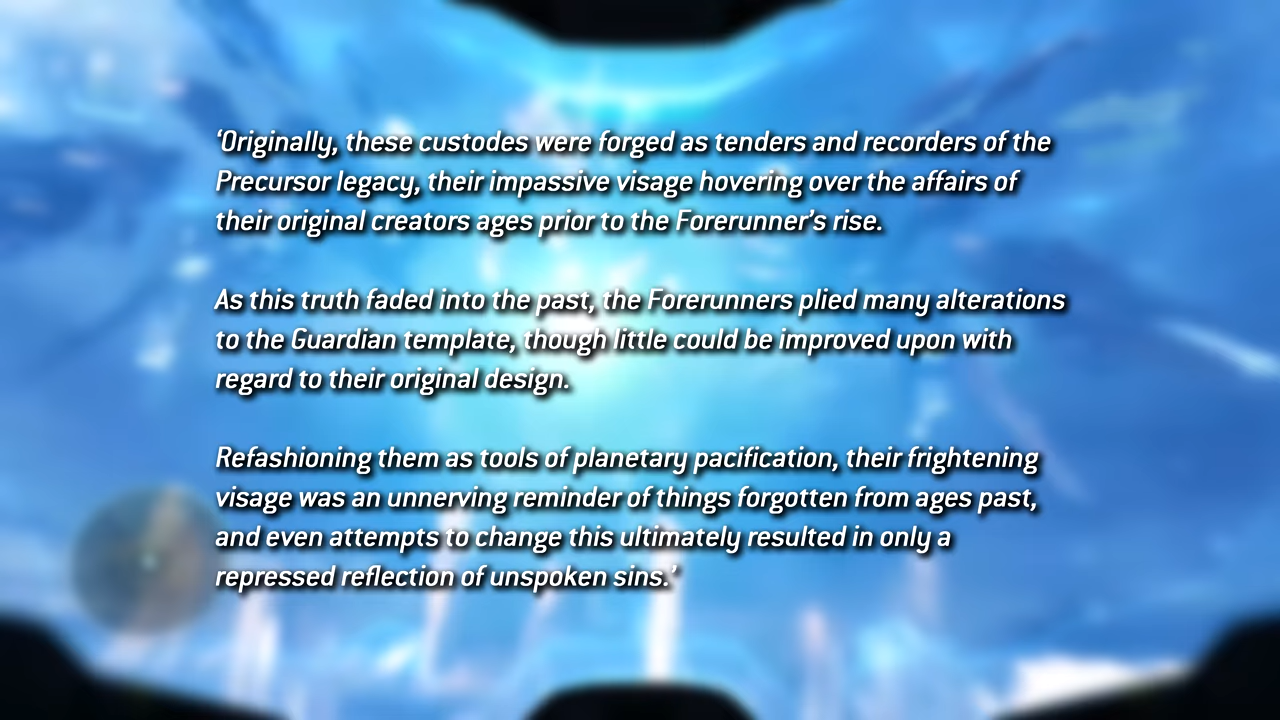 ‘Originally, these custodes were forged as tenders and recorders of the
Precursor legacy, their impassive visage hovering over the affairs of
their original creators ages prior to the Forerunner’s rise.
As this truth faded into the past, the Forerunners plied many alterations
to the Guardian template, though little could be improved upon with
regard to their original design.
Refashioning them as tools of planetary pacification, their frightening
visage was an unnerving reminder of things forgotten from ages past,
and even attempts to change this ultimately resulted in only a
repressed reflection of unspoken sins.’